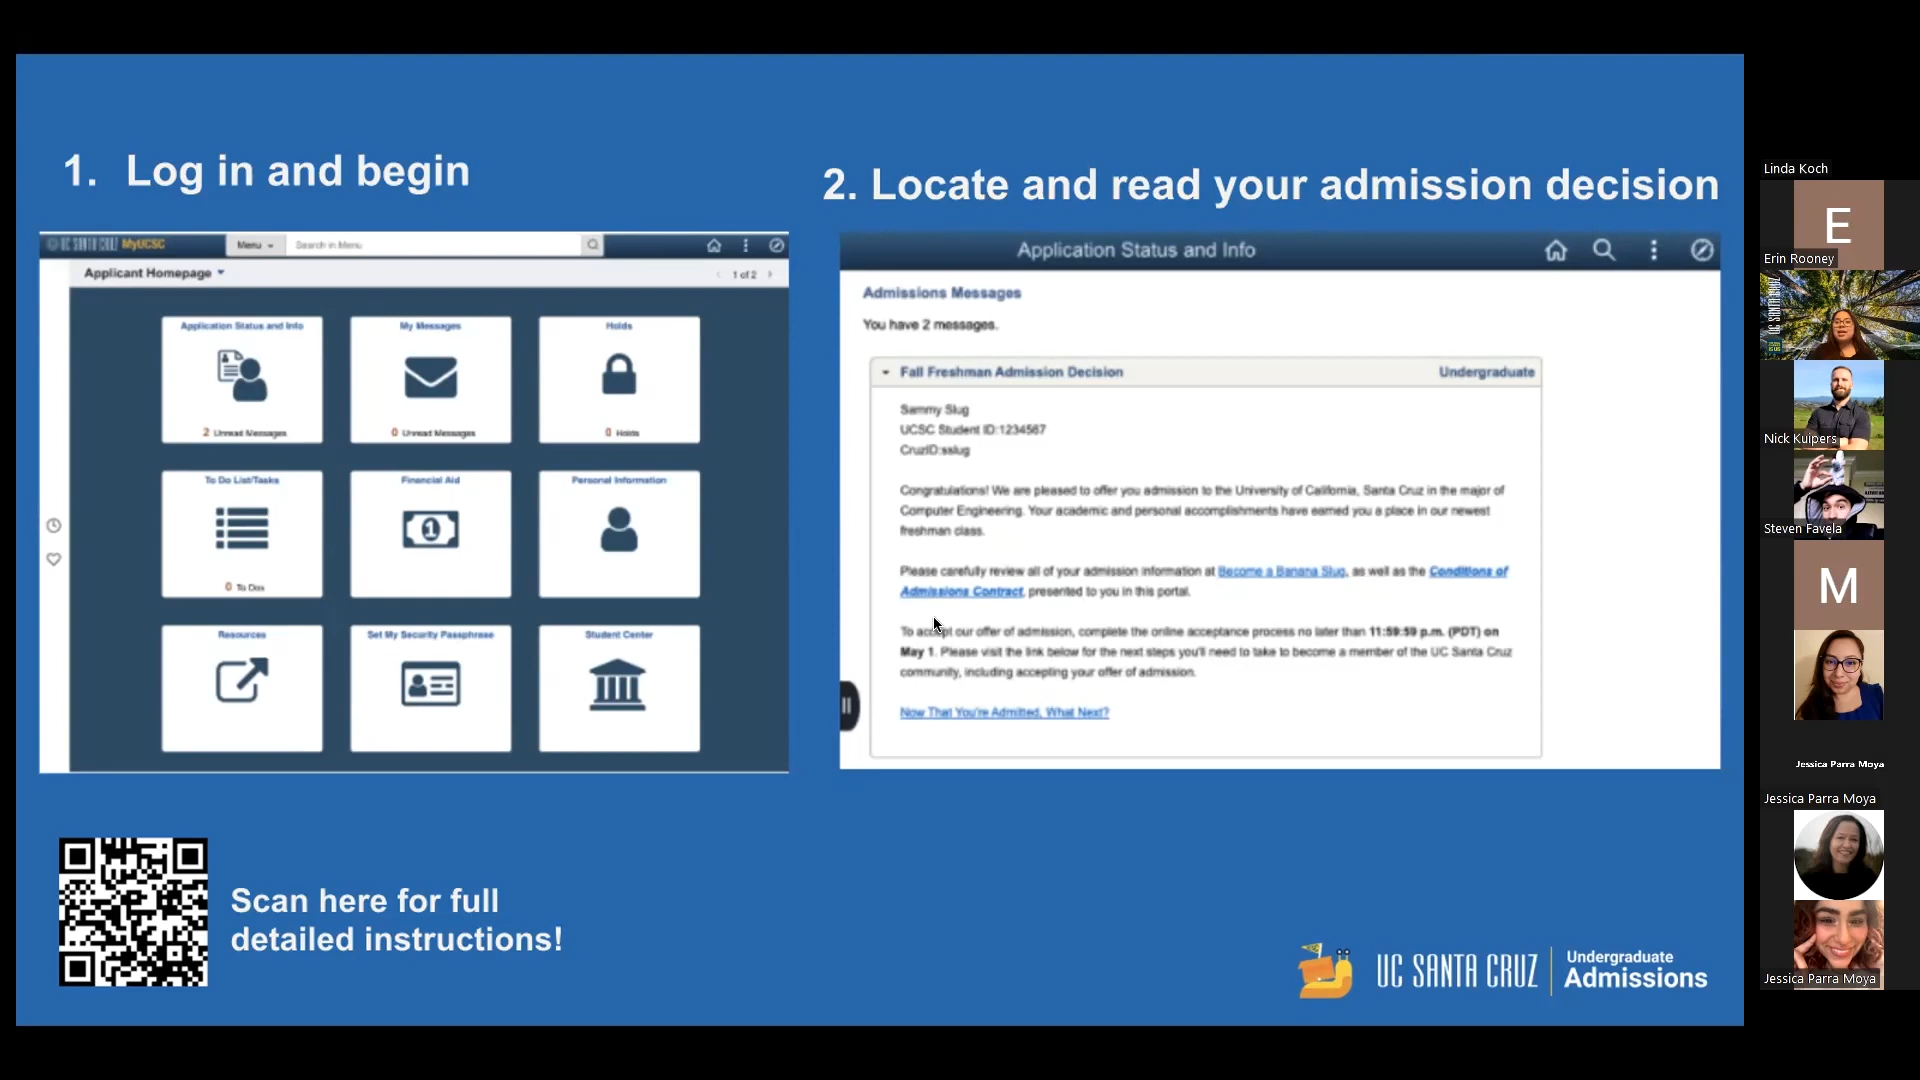 1. Log in and begin
2. Locate and read your admission decision
UC SANTA CRUZ MyUCSC
Menu
Search in Menu
Applicant Homepage
1 of 2
Application Status and Info
2 Unread Messages
My Messages
0 Unread Messages
Holds
0 Holds
To Do List/Tasks
0 To Dos
Financial Aid
1
Personal Information
Resources
Set My Security Passphrase
Student Center
Application Status and Info
Admissions Messages
You have 2 messages.
Fall Freshman Admission Decision
Undergraduate
Sammy Slug
UCSC Student ID:1234567
CruzID:sslug
Congratulations! We are pleased to offer you admission to the University of California, Santa Cruz in the major of
Computer Engineering. Your academic and personal accomplishments have earned you a place in our newest
freshman class.
Please carefully review all of your admission information at Become a Banana Slug, as well as the Conditions of
Admissions Contract, presented to you in this portal.
To accept our offer of admission, complete the online acceptance process no later than 11:59:59 p.m. (PDT) on
May 1. Please visit the link below for the next steps you'll need to take to become a member of the UC Santa Cruz
community, including accepting your offer of admission.
Now That You're Admitted, What Next?
Scan here for full
detailed instructions!
UC SANTA CRUZ
Undergraduate
Admissions
Linda Koch
E
Erin Rooney
UC SANTA CRUZ
Nick Kuipers
Steven Favela
M
Jessica Parra Moya
Jessica Parra Moya
Jessica Parra Moya